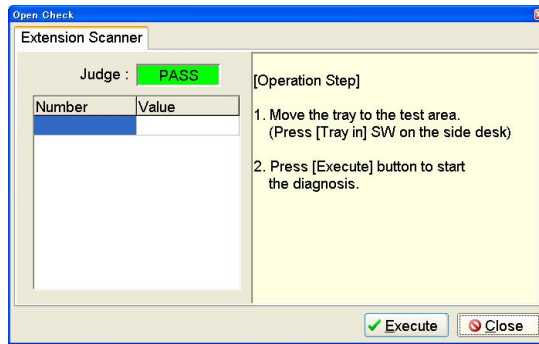 Open Check
Extension Scanner
Judge : PASS
Number Value
[Operation Step]
1. Move the tray to the test area.
(Press [Tray in] SW on the side desk)
2. Press [Execute] button to start
the diagnosis.
Execute Close